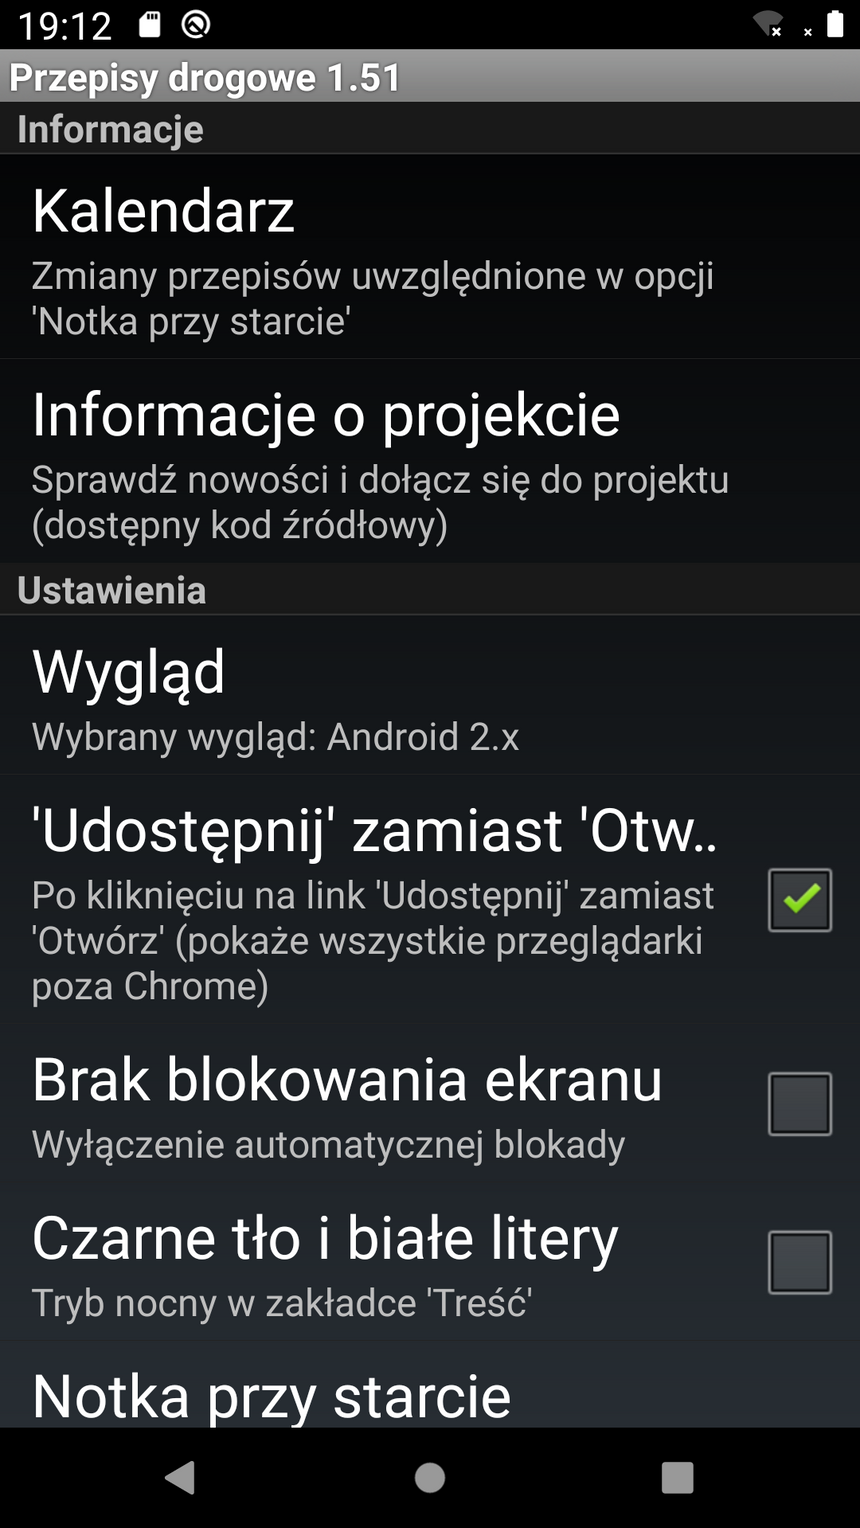 19:12
Przepisy drogowe 1.51
Informacje
Kalendarz
Zmiany przepisów uwzględnione w opcji
'Notka przy starcie'
Informacje o projekcie
Sprawdź nowości i dołącz się do projektu
(dostępny kod źródłowy)
Ustawienia
Wygląd
Wybrany wygląd: Android 2.x
'Udostępnij' zamiast 'Otw..
Po kliknięciu na link 'Udostępnij' zamiast
'Otwórz' (pokaże wszystkie przeglądarki
poza Chrome)
Brak blokowania ekranu
Wyłączenie automatycznej blokady
Czarne tło i białe litery
Tryb nocny w zakładce 'Treść'
Notka przy starcie